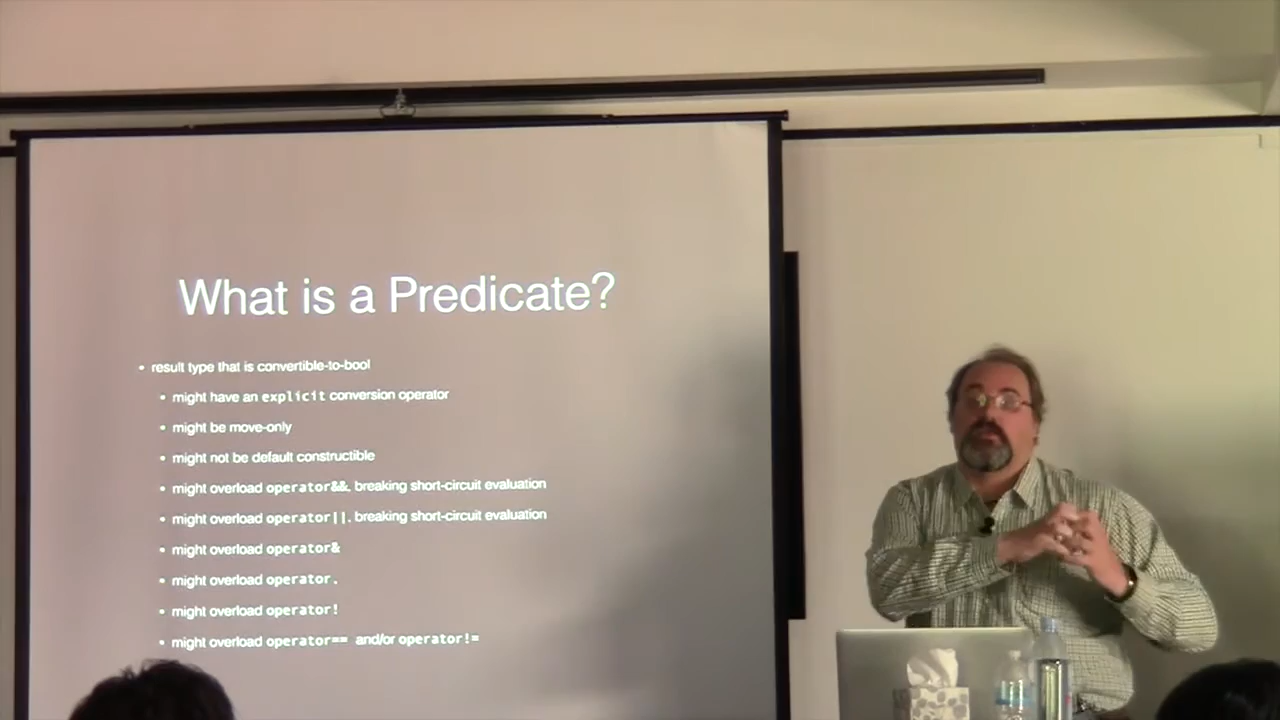 What is a Predicate?
• result type that is convertible-to-bool
• might have an explicit conversion operator
• might be move-only
• might not be default constructible
• might overload operator&&, breaking short-circuit evaluation
• might overload operator||, breaking short-circuit evaluation
• might overload operator&
• might overload operator,
• might overload operator!
• might overload operator== and/or operator!=